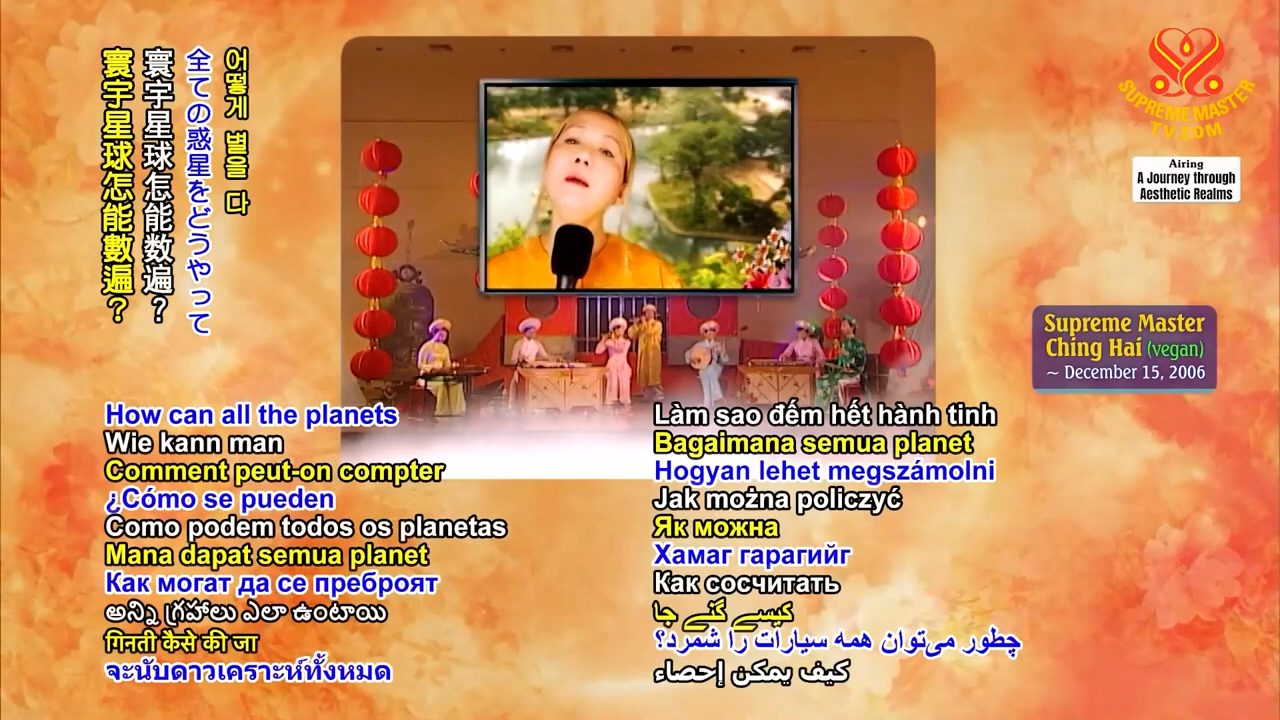 寰宇星球怎能數遍？
寰宇星球怎能数遍？
全ての惑星をどうやって
어떻게 별을 다
SUPREME MASTER
TV.COM
Airing
A Journey through
Aesthetic Realms
Supreme Master
Ching Hai (vegan)
~ December 15, 2006
How can all the planets
Wie kann man
Comment peut-on compter
¿Cómo se pueden
Como podem todos os planetas
Mana dapat semua planet
Как могат да се преброят
అన్ని గ్రహాలు ఎలా ఉంటాయి
गिनती कैसे की जा
จะนับดาวเคราะห์ทั้งหมด
Làm sao đếm hết hành tinh
Bagaimana semua planet
Hogyan lehet megszámolni
Jak można policzyć
Як можна
Хамаг гарагийг
Как сосчитать
کیسے گنے جا
چطور می‌توان همه سیارات را شمرد؟
كيف يمكن إحصاء